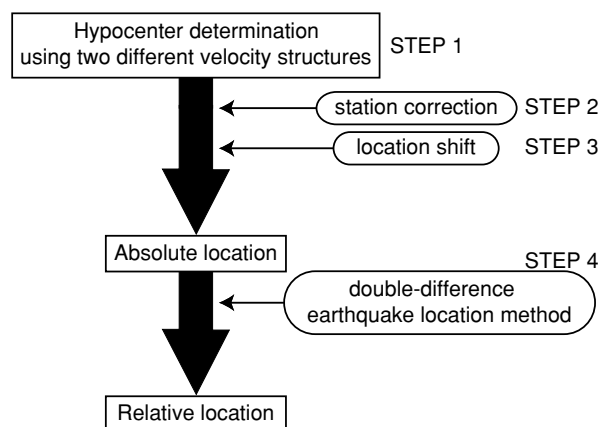 Hypocenter determination
using two different velocity structures
STEP 1
station correction
STEP 2
location shift
STEP 3
Absolute location
STEP 4
double-difference
earthquake location method
Relative location